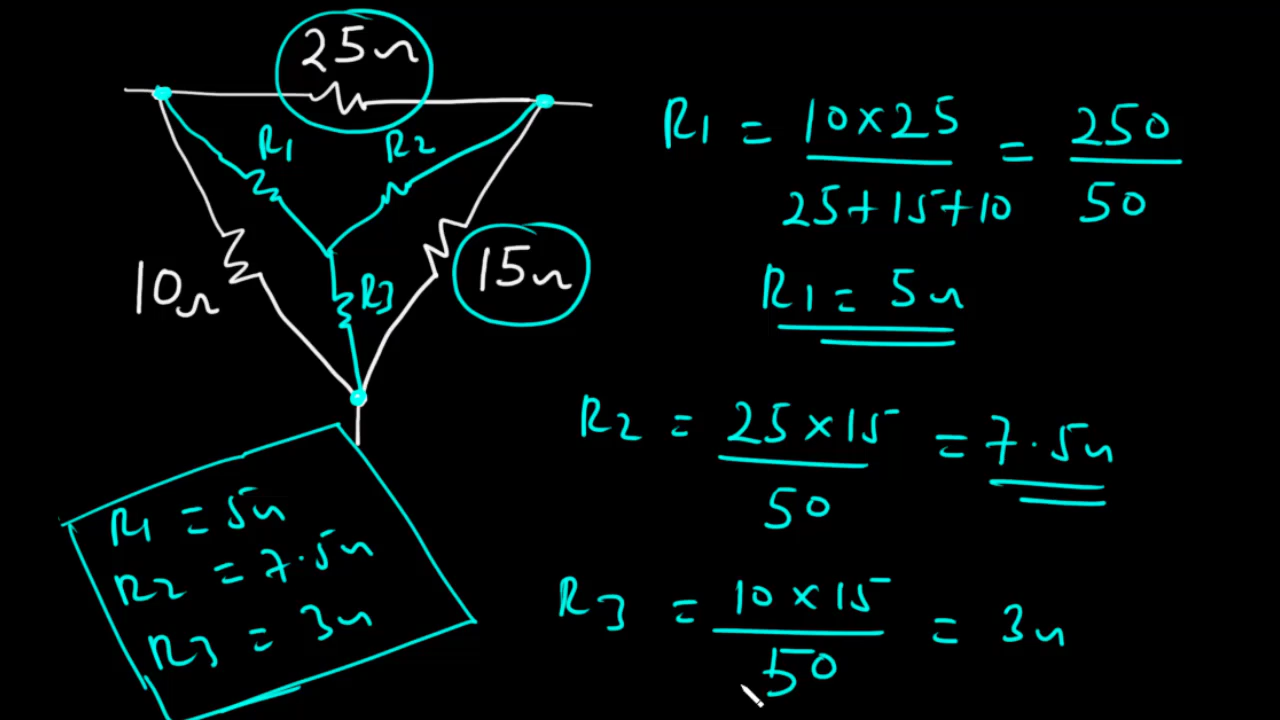 25Ω
R1 R2
10Ω
15Ω
R3
R1 = 10×25 / 25+15+10 = 250 / 50
R1 = 5Ω
R2 = 25×15 / 50 = 7.5Ω
R3 = 10×15 / 50 = 3Ω
R1 = 5Ω
R2 = 7.5Ω
R3 = 3Ω